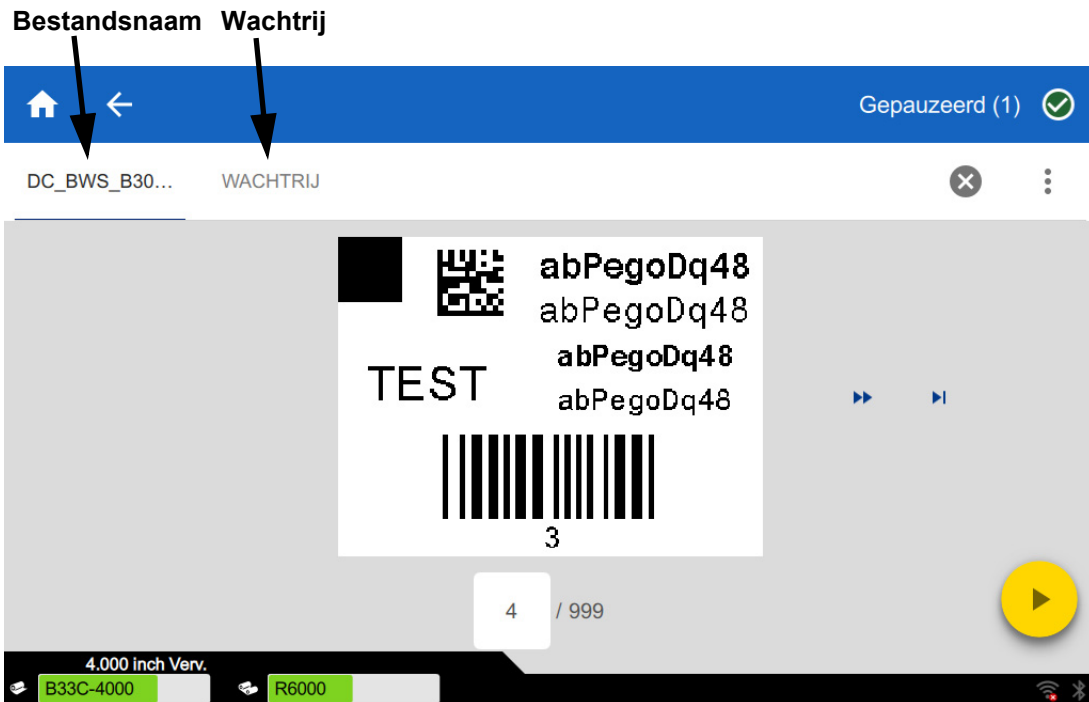 Bestandsnaam Wachtrij
Gepauzeerd (1)
DC_BWS_B30... WACHTRIJ
abPegoDq48
abPegoDq48
abPegoDq48
TEST
abPegoDq48
3
4 / 999
4.000 inch Verv.
B33C-4000 R6000